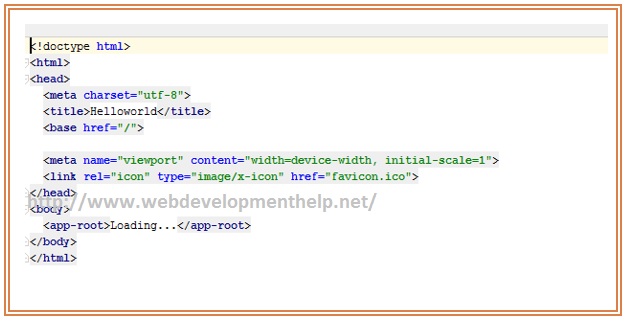 <!doctype html>
<html>
<head>
<meta charset="utf-8">
<title>Helloworld</title>
<base href="/">
<meta name="viewport" content="width=device-width, initial-scale=1">
<link rel="icon" type="image/x-icon" href="favicon.ico">
</head>
http://www.webdevelopmenthelp.net/
<body>
<app-root>Loading...</app-root>
</body>
</html>